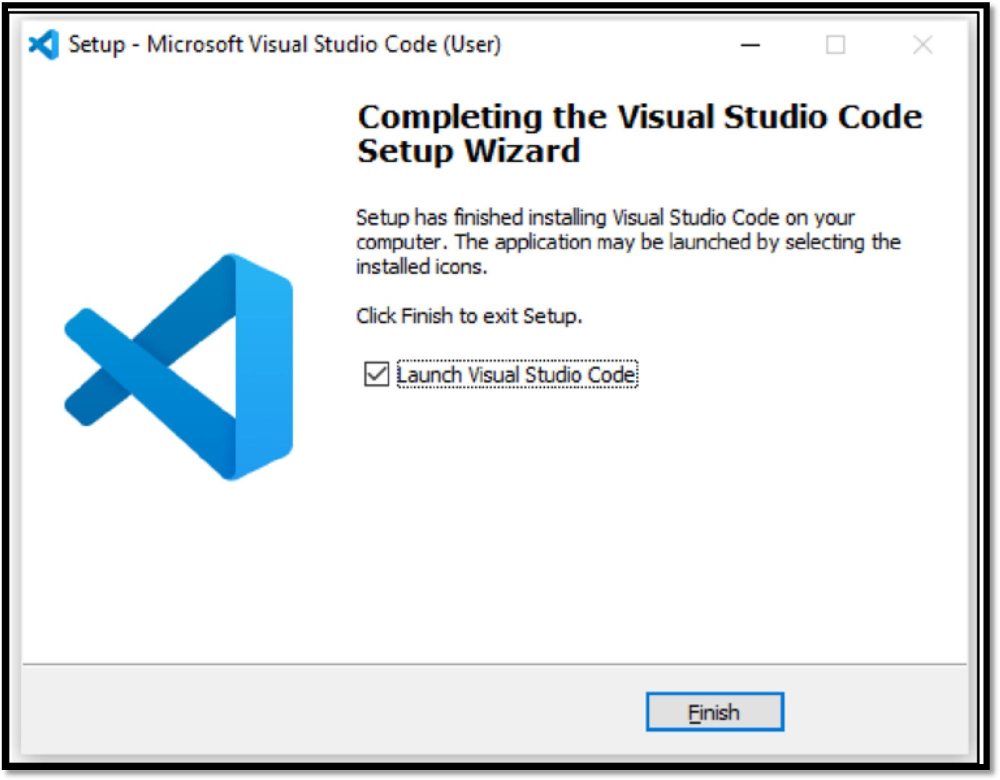 Setup - Microsoft Visual Studio Code (User)
Completing the Visual Studio Code
Setup Wizard
Setup has finished installing Visual Studio Code on your
computer. The application may be launched by selecting the
installed icons.
Click Finish to exit Setup.
Launch Visual Studio Code
Finish